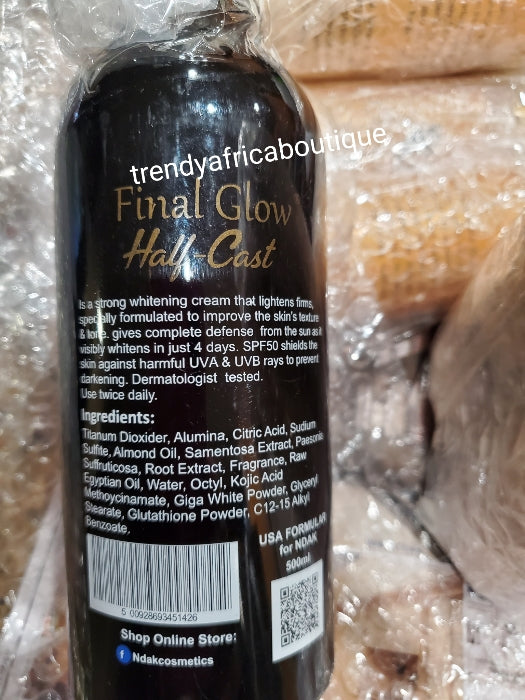 trendyafricaboutique
Final Glow
Half-Cast
Is a strong whitening cream that lightens firms,
specially formulated to improve the skin's texture
& tone. gives complete defense from the sun as it
visibly whitens in just 4 days. SPF50 shields the
skin against harmful UVA & UVB rays to prevent
darkening. Dermatologist tested.
Use twice daily.
Ingredients:
Titanum Dioxider, Alumina, Citric Acid, Sudium
Sulfite, Almond Oil, Samentosa Extract, Paesonia
Suffruticosa, Root Extract, Fragrance, Raw
Egyptian Oil, Water, Octyl, Kojic Acid
Methoycinamate, Giga White Powder, Glyceryl
Stearate, Glutathione Powder, C12-15 Alkyl
Benzoate.
USA FORMULAR
for NDAK
500ml
5 00928693451426
Shop Online Store:
f Ndakcosmetics